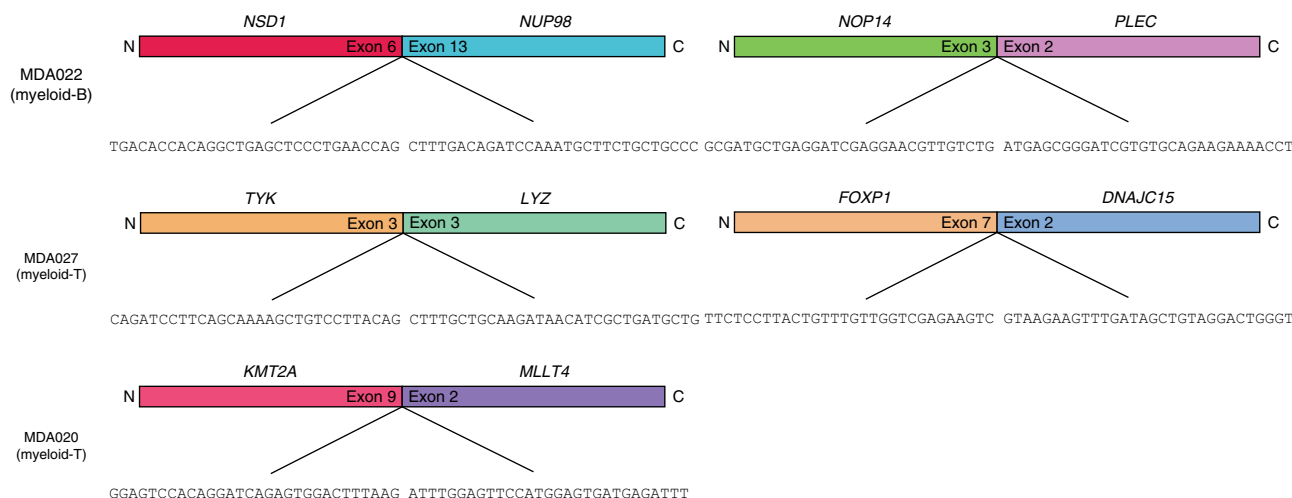 NSD1 NUP98 NOP14 PLEC
N Exon 6 Exon 13 C N Exon 3 Exon 2 C
MDA022
(myeloid-B)
TGACACCACAGGCTGAGCTCCCTGAACCAG CTTTGACAGATCCAAATGCTTCTGCTGCCC GCGATGCTGAGGATCGAGGAACGTTGTCTG ATGAGCGGGATCGTGTGCAGAAGAAAACCT
TYK LYZ FOXP1 DNAJC15
N Exon 3 Exon 3 C N Exon 7 Exon 2 C
MDA027
(myeloid-T)
CAGATCCTTCAGCAAAAGCTGTCCTTACAG CTTTGCTGCAAGATAACATCGCTGATGCTG TTCTCCTTACTGTTTGTTGGTCGAGAAGTC GTAAGAAGTTTGATAGCTGTAGGACTGGGT
KMT2A MLLT4
N Exon 9 Exon 2 C
MDA020
(myeloid-T)
GGAGTCCACAGGATCAGAGTGGACTTTAAG ATTTGGAGTTCCATGGAGTGATGAGATTT